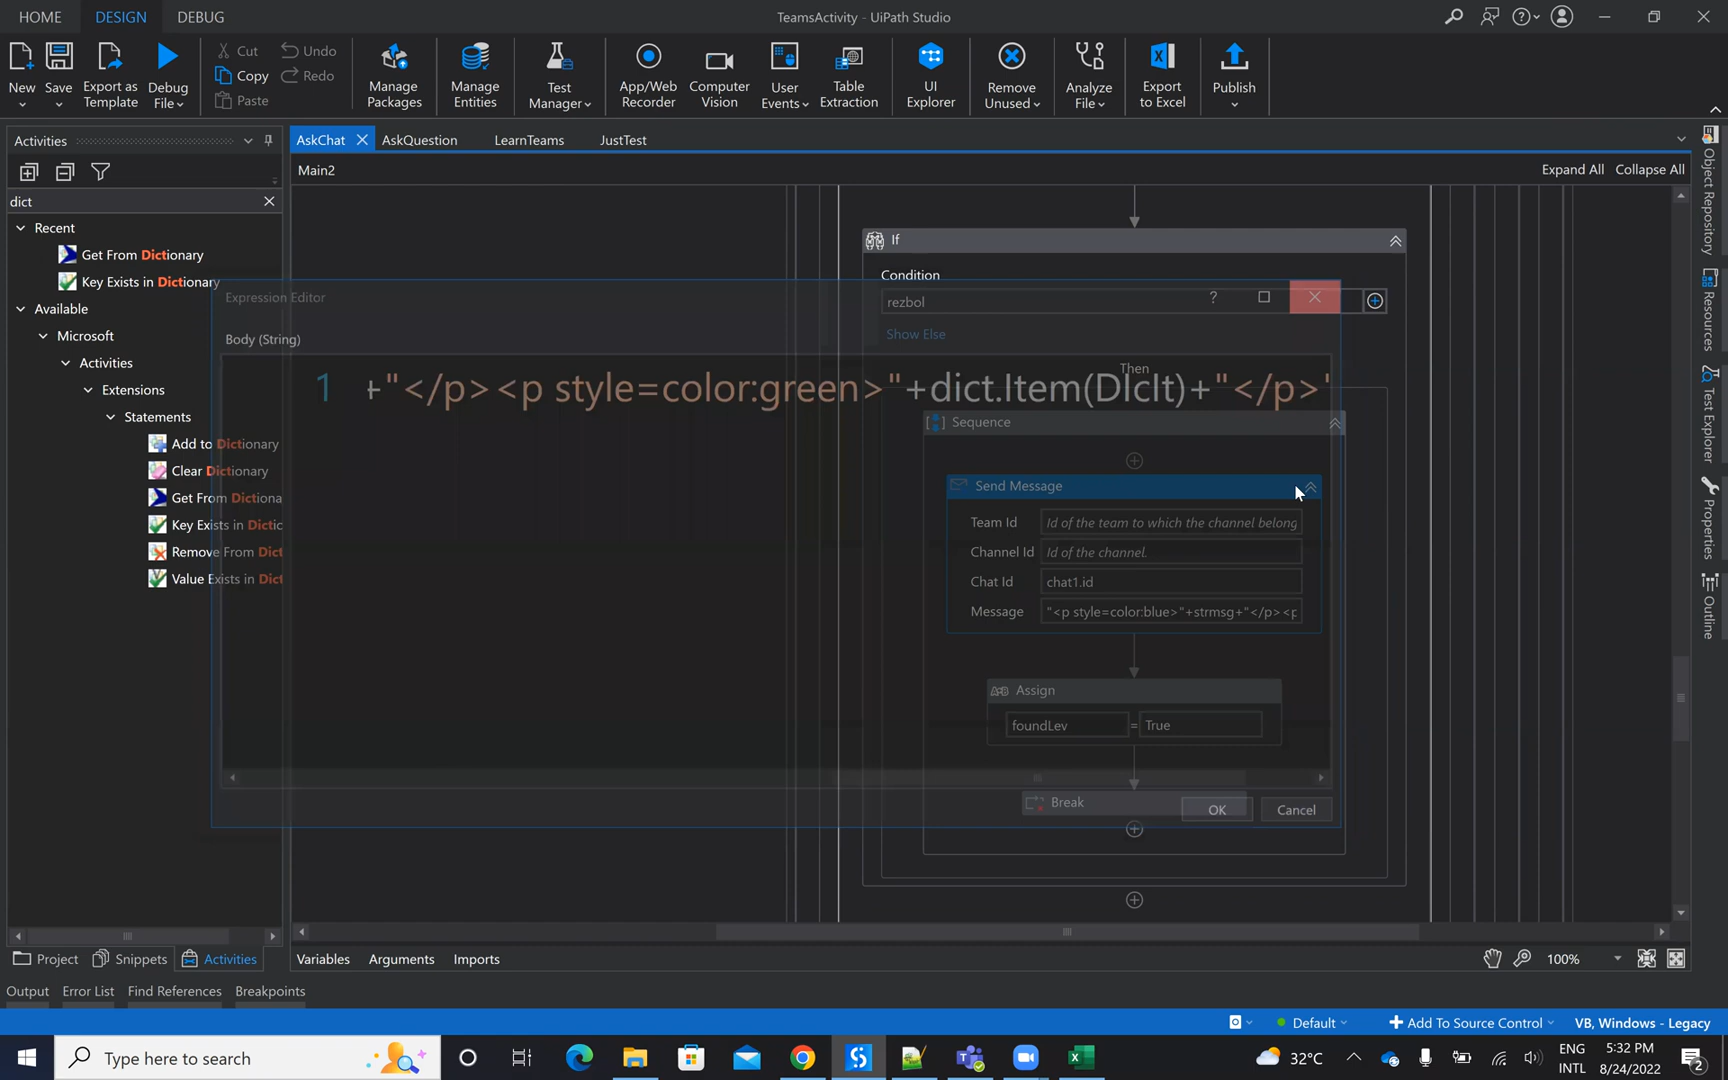 HOME
DESIGN
DEBUG
TeamsActivity - UiPath Studio
New
Save
Export as Template
Debug File
Cut
Copy
Paste
Undo
Redo
Manage Packages
Manage Entities
Test Manager
App/Web Recorder
Computer Vision
User Events
Table Extraction
UI Explorer
Remove Unused
Analyze File
Export to Excel
Publish
Activities
AskChat
AskQuestion
LearnTeams
JustTest
Main2
Expand All
Collapse All
dict
Recent
Get From Dictionary
Key Exists in Dictionary
Available
Microsoft
Activities
Extensions
Statements
Add to Dictionary
Clear Dictionary
Get From Dictiona
Key Exists in Dictic
Remove From Dict
Value Exists in Dict
If
Condition
rezbol
Show Else
Then
Expression Editor
?
Body (String)
1
+"</p><p style=color:green>"+dict.Item(DIcIt)+"</p>"
Sequence
Send Message
Team Id
Id of the team to which the channel belong
Channel Id
Id of the channel.
Chat Id
chat1.id
Message
"<p style=color:blue>"+strmsg+"</p><p
Assign
A+B
foundLev
=
True
Break
OK
Cancel
Object Repository
Resources
Test Explorer
Properties
Outline
Project
Snippets
Activities
Variables
Arguments
Imports
100%
Output
Error List
Find References
Breakpoints
Default
Add To Source Control
VB, Windows - Legacy
Type here to search
32°C
ENG
INTL
5:32 PM
8/24/2022
2